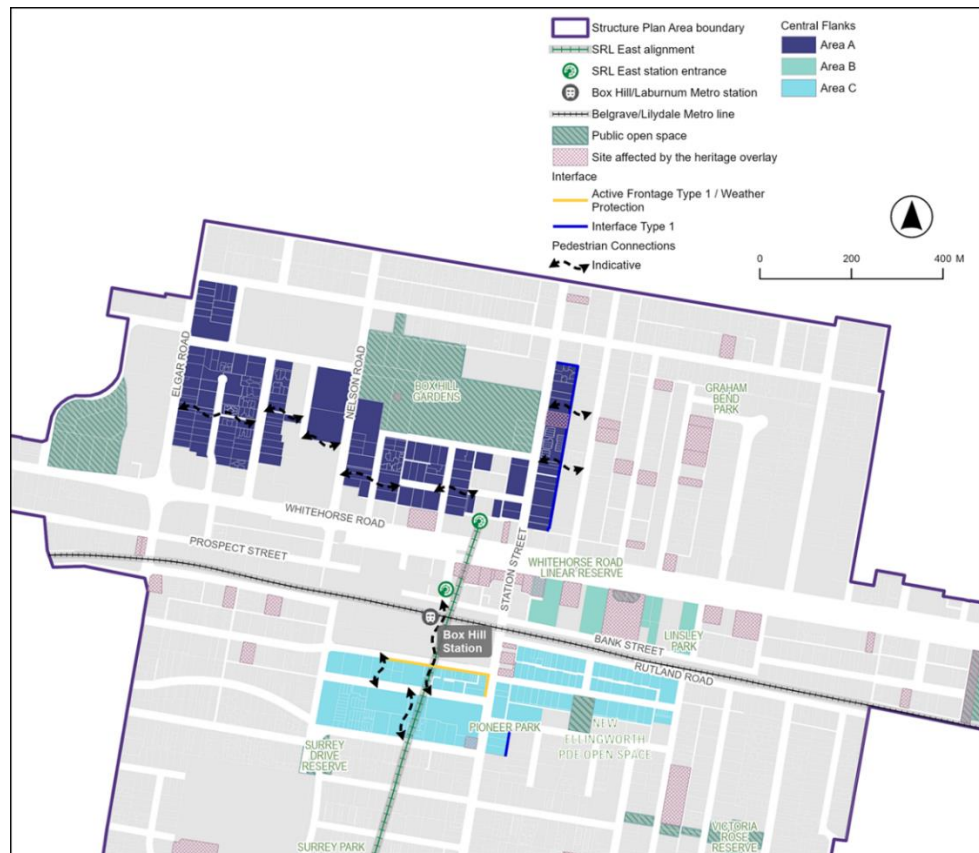 Structure Plan Area boundary
SRL East alignment
SRL East station entrance
Box Hill/Laburnum Metro station
Belgrave/Lilydale Metro line
Public open space
Site affected by the heritage overlay
Interface
Active Frontage Type 1 / Weather
Protection
Interface Type 1
Pedestrian Connections
Indicative
Central Flanks
Area A
Area B
Area C
0 200 400 M
ELGAR ROAD
NELSON ROAD
BOX HILL
GARDENS
GRAHAM
BEND
PARK
WHITEHORSE ROAD
PROSPECT STREET
STATION STREET
WHITEHORSE ROAD
LINEAR RESERVE
BANK STREET
LINSLEY
PARK
RUTLAND ROAD
Box Hill
Station
PIONEER PARK
NEW
ELLINGWORTH
PDE OPEN SPACE
SURREY
DRIVE
RESERVE
SURREY PARK
VICTORIA
ROSE
RESERVE